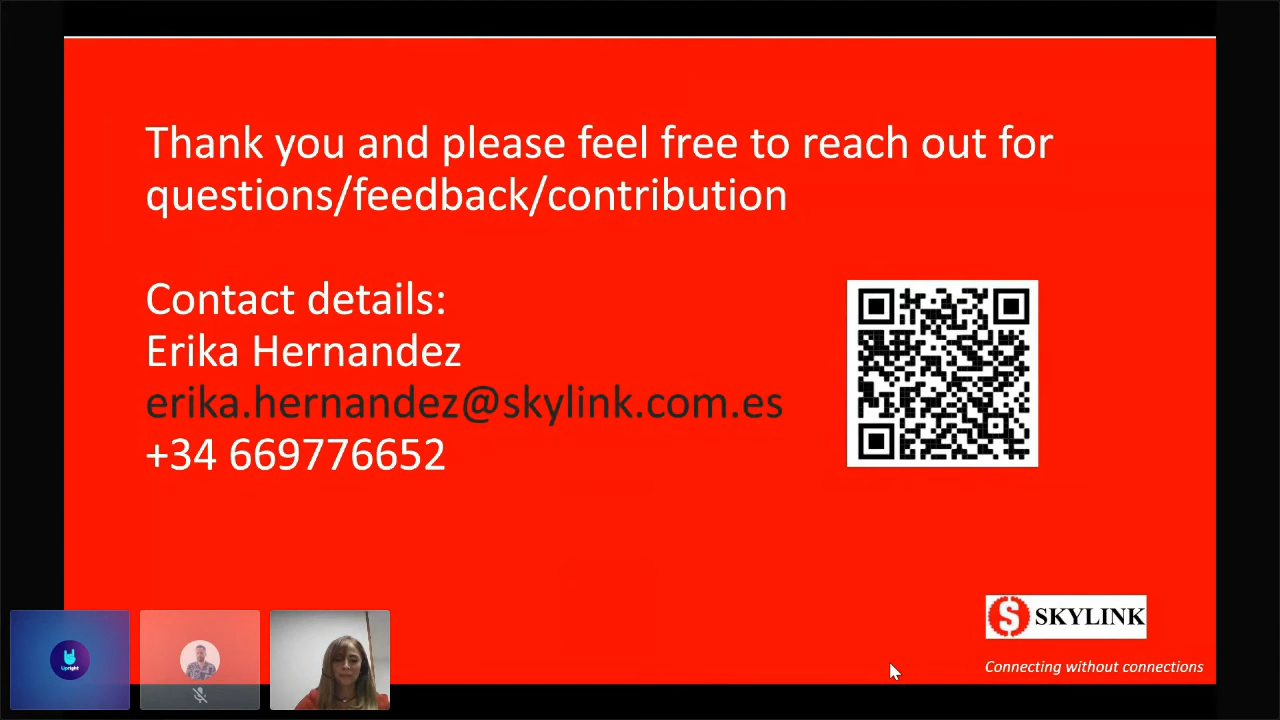 Thank you and please feel free to reach out for
questions/feedback/contribution
Contact details:
Erika Hernandez
erika.hernandez@skylink.com.es
+34 669776652
S SKYLINK
Connecting without connections
Upright